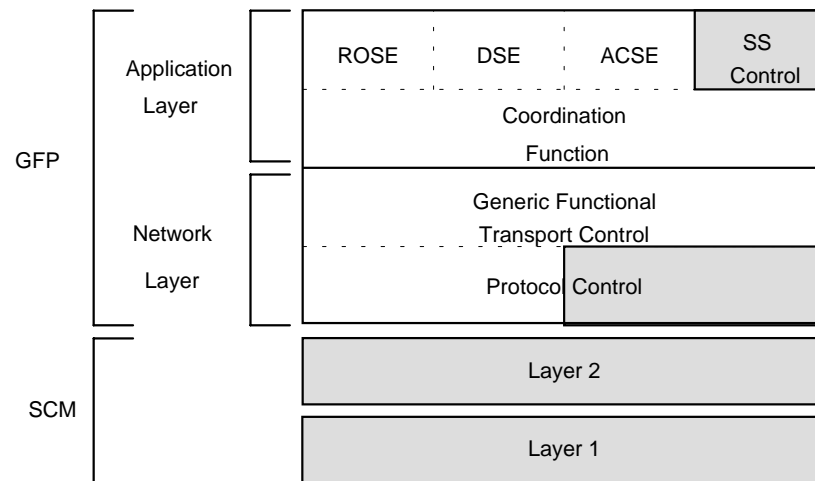 ROSE DSE ACSE SS
Control
Application
Layer
Coordination
Function
GFP
Generic Functional
Transport Control
Network
Layer
Protocol Control
Layer 2
SCM
Layer 1